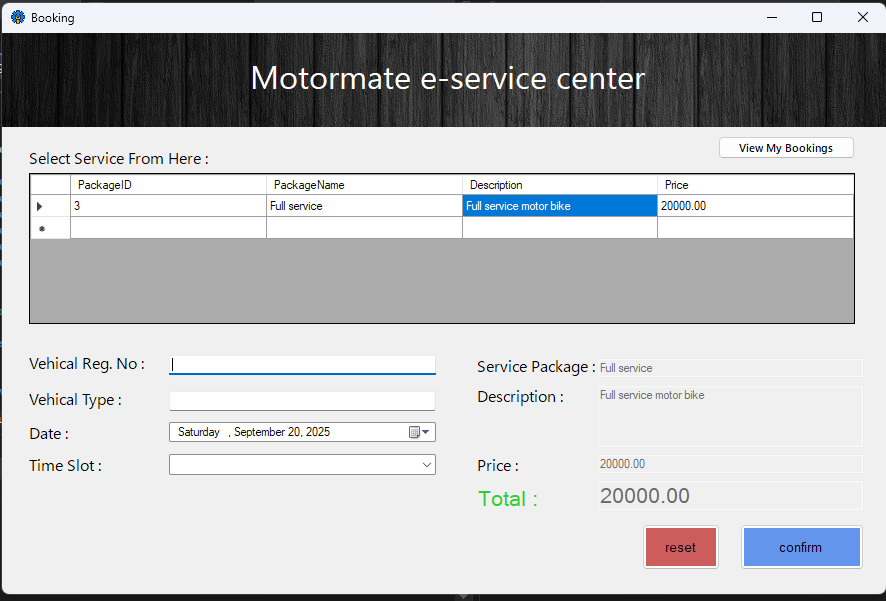 Booking
Motormate e-service center
View My Bookings
Select Service From Here :
PackageID PackageName Description Price
3 Full service Full service motor bike 20000.00
Vehical Reg. No :
Vehical Type :
Date : Saturday , September 20, 2025
Time Slot :
Service Package : Full service
Description : Full service motor bike
Price : 20000.00
Total : 20000.00
reset confirm